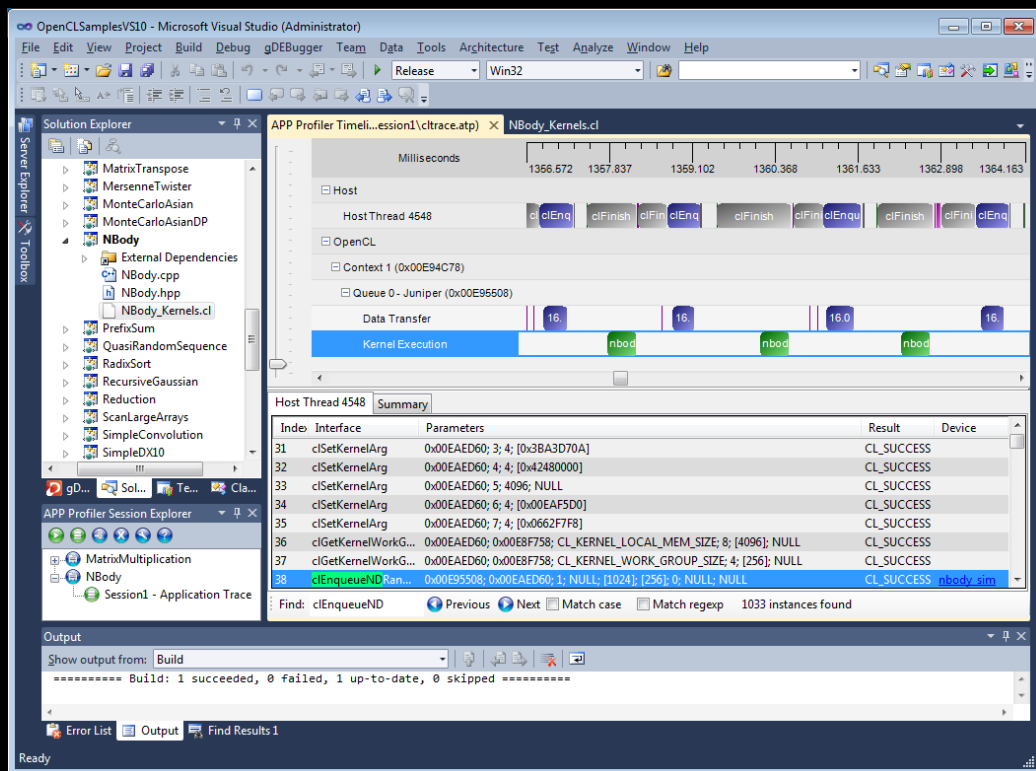 OpenCLSamplesVS10 - Microsoft Visual Studio (Administrator)
File Edit View Project Build Debug gDEBugger Team Data Tools Architecture Test Analyze Window Help
Release Win32
Server Explorer
Toolbox
Solution Explorer
MatrixTranspose
MersenneTwister
MonteCarloAsian
MonteCarloAsianDP
NBody
External Dependencies
NBody.cpp
NBody.hpp
NBody_Kernels.cl
PrefixSum
QuasiRandomSequence
RadixSort
RecursiveGaussian
Reduction
ScanLargeArrays
SimpleConvolution
SimpleDX10
gD... Sol... Te... Cla...
APP Profiler Session Explorer
MatrixMultiplication
NBody
Session1 - Application Trace
APP Profiler Timeli...ession1\cltrace.atp) NBody_Kernels.cl
Milliseconds
1356.572 1357.837 1359.102 1360.368 1361.633 1362.898 1364.163
Host
Host Thread 4548 cl clEnq clFinish clFin clEnq clFinish clFini clEnqu clFinish clFini clEnq
OpenCL
Context 1 (0x00E94C78)
Queue 0 - Juniper (0x00E95508)
Data Transfer 16. 16. 16.0 16.
Kernel Execution nbod nbod nbod
Host Thread 4548 Summary
Index Interface Parameters Result Device
31 clSetKernelArg 0x00EAED60; 3; 4; [0x3BA3D70A] CL_SUCCESS
32 clSetKernelArg 0x00EAED60; 4; 4; [0x42480000] CL_SUCCESS
33 clSetKernelArg 0x00EAED60; 5; 4096; NULL CL_SUCCESS
34 clSetKernelArg 0x00EAED60; 6; 4; [0x00EAF5D0] CL_SUCCESS
35 clSetKernelArg 0x00EAED60; 7; 4; [0x0662F7F8] CL_SUCCESS
36 clGetKernelWorkG... 0x00EAED60; 0x00E8F758; CL_KERNEL_LOCAL_MEM_SIZE; 8; [4096]; NULL CL_SUCCESS
37 clGetKernelWorkG... 0x00EAED60; 0x00E8F758; CL_KERNEL_WORK_GROUP_SIZE; 4; [256]; NULL CL_SUCCESS
38 clEnqueueNDRan... 0x00E95508; 0x00EAED60; 1; NULL; [1024]; [256]; 0; NULL; NULL CL_SUCCESS nbody_sim
Find: clEnqueueND Previous Next Match case Match regexp 1033 instances found
Output
Show output from: Build
========== Build: 1 succeeded, 0 failed, 1 up-to-date, 0 skipped ==========
Error List Output Find Results 1
Ready